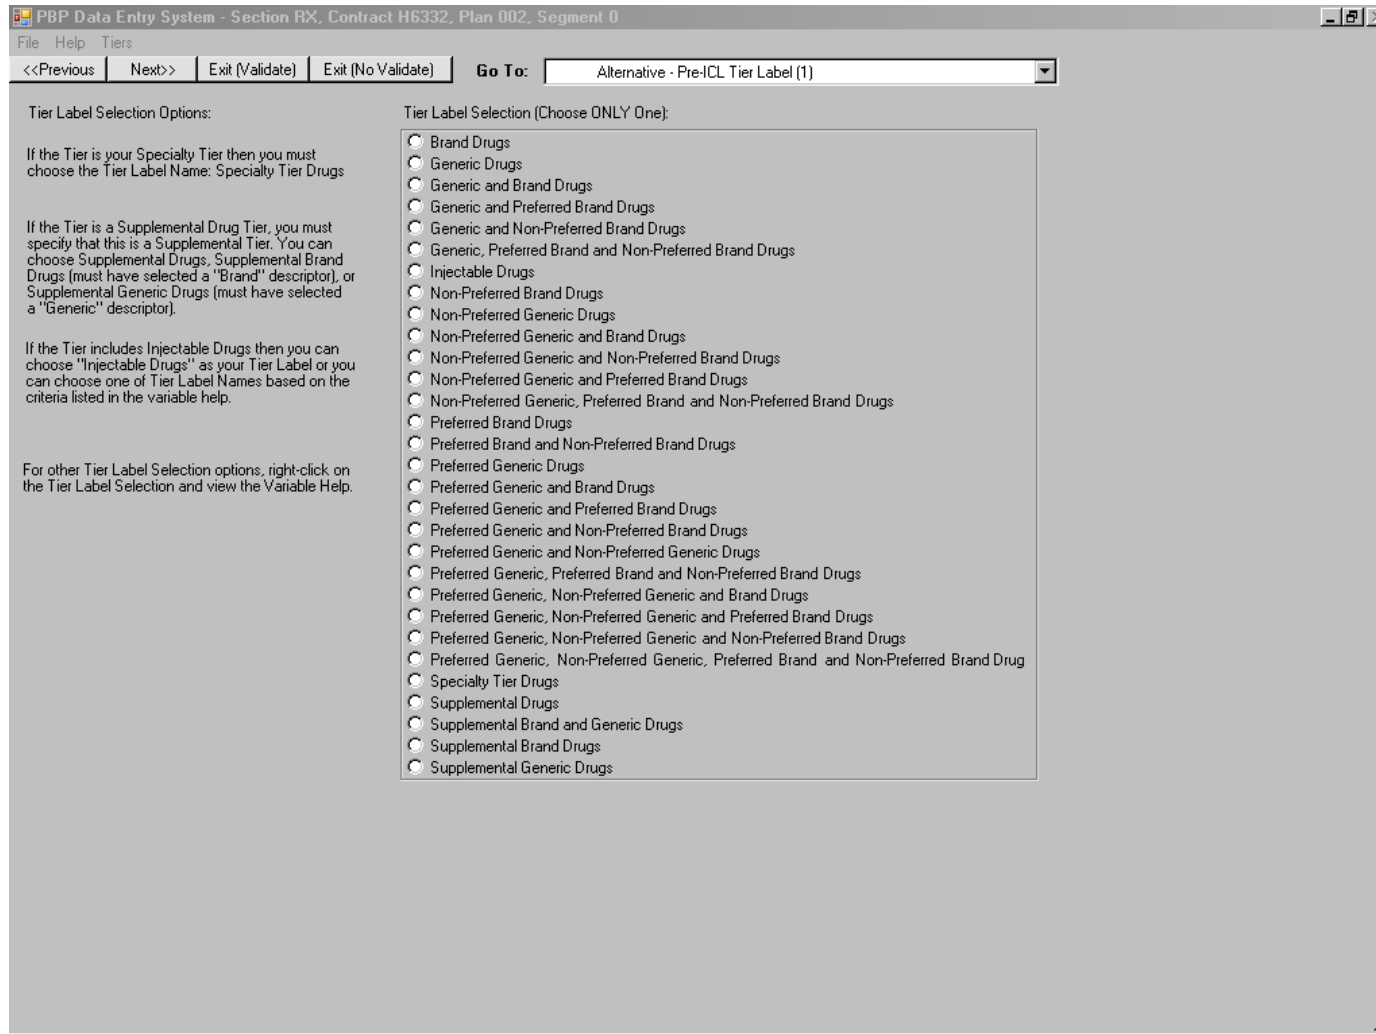 PBP Data Entry System - Section RX, Contract H6332, Plan 002, Segment 0
File Help Tiers
<<Previous Next>> Exit (Validate) Exit (No Validate) Go To: Alternative - Pre-ICL Tier Label (1)
Tier Label Selection Options:
If the Tier is your Specialty Tier then you must
choose the Tier Label Name: Specialty Tier Drugs
If the Tier is a Supplemental Drug Tier, you must
specify that this is a Supplemental Tier. You can
choose Supplemental Drugs, Supplemental Brand
Drugs (must have selected a "Brand" descriptor), or
Supplemental Generic Drugs (must have selected
a "Generic" descriptor).
If the Tier includes Injectable Drugs then you can
choose "Injectable Drugs" as your Tier Label or you
can choose one of Tier Label Names based on the
criteria listed in the variable help.
For other Tier Label Selection options, right-click on
the Tier Label Selection and view the Variable Help.
Tier Label Selection (Choose ONLY One):
Brand Drugs
Generic Drugs
Generic and Brand Drugs
Generic and Preferred Brand Drugs
Generic and Non-Preferred Brand Drugs
Generic, Preferred Brand and Non-Preferred Brand Drugs
Injectable Drugs
Non-Preferred Brand Drugs
Non-Preferred Generic Drugs
Non-Preferred Generic and Brand Drugs
Non-Preferred Generic and Non-Preferred Brand Drugs
Non-Preferred Generic and Preferred Brand Drugs
Non-Preferred Generic, Preferred Brand and Non-Preferred Brand Drugs
Preferred Brand Drugs
Preferred Brand and Non-Preferred Brand Drugs
Preferred Generic Drugs
Preferred Generic and Brand Drugs
Preferred Generic and Preferred Brand Drugs
Preferred Generic and Non-Preferred Brand Drugs
Preferred Generic and Non-Preferred Generic Drugs
Preferred Generic, Preferred Brand and Non-Preferred Brand Drugs
Preferred Generic, Non-Preferred Generic and Brand Drugs
Preferred Generic, Non-Preferred Generic and Preferred Brand Drugs
Preferred Generic, Non-Preferred Generic and Non-Preferred Brand Drugs
Preferred Generic, Non-Preferred Generic, Preferred Brand and Non-Preferred Brand Drug
Specialty Tier Drugs
Supplemental Drugs
Supplemental Brand and Generic Drugs
Supplemental Brand Drugs
Supplemental Generic Drugs